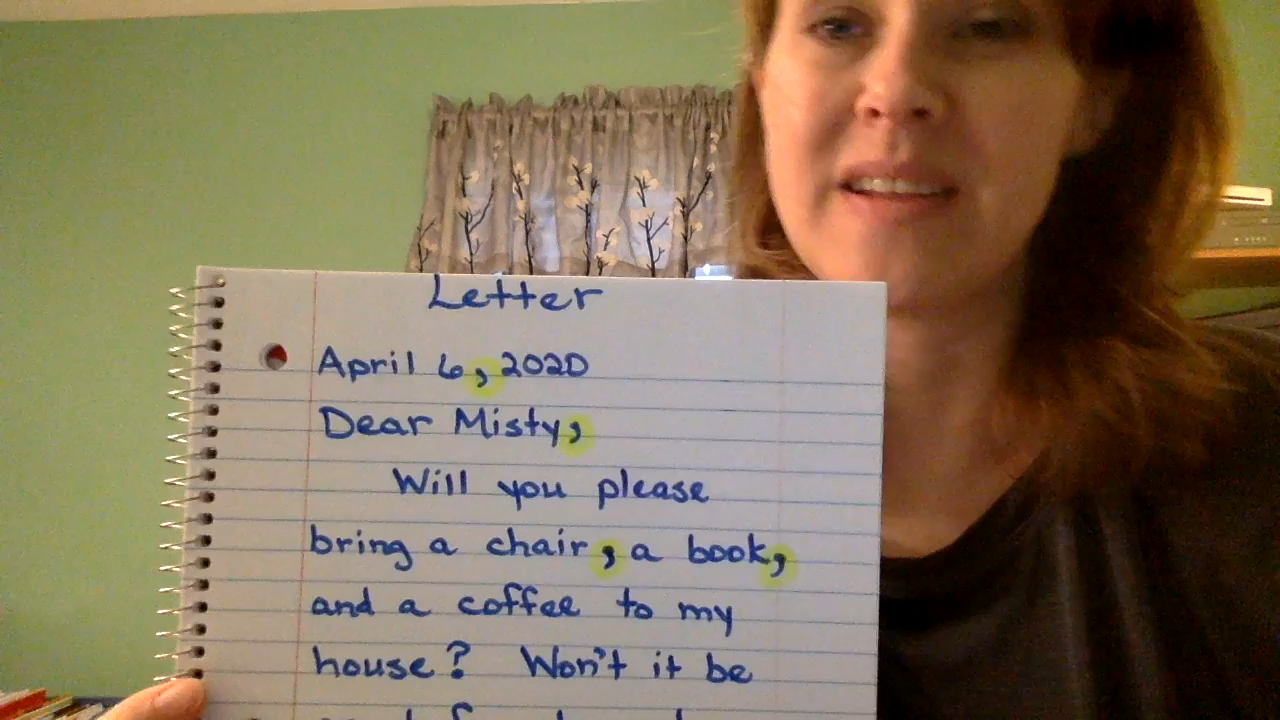 Letter
April 6, 2020
Dear Misty,
Will you please
bring a chair, a book,
and a coffee to my
house? Won't it be